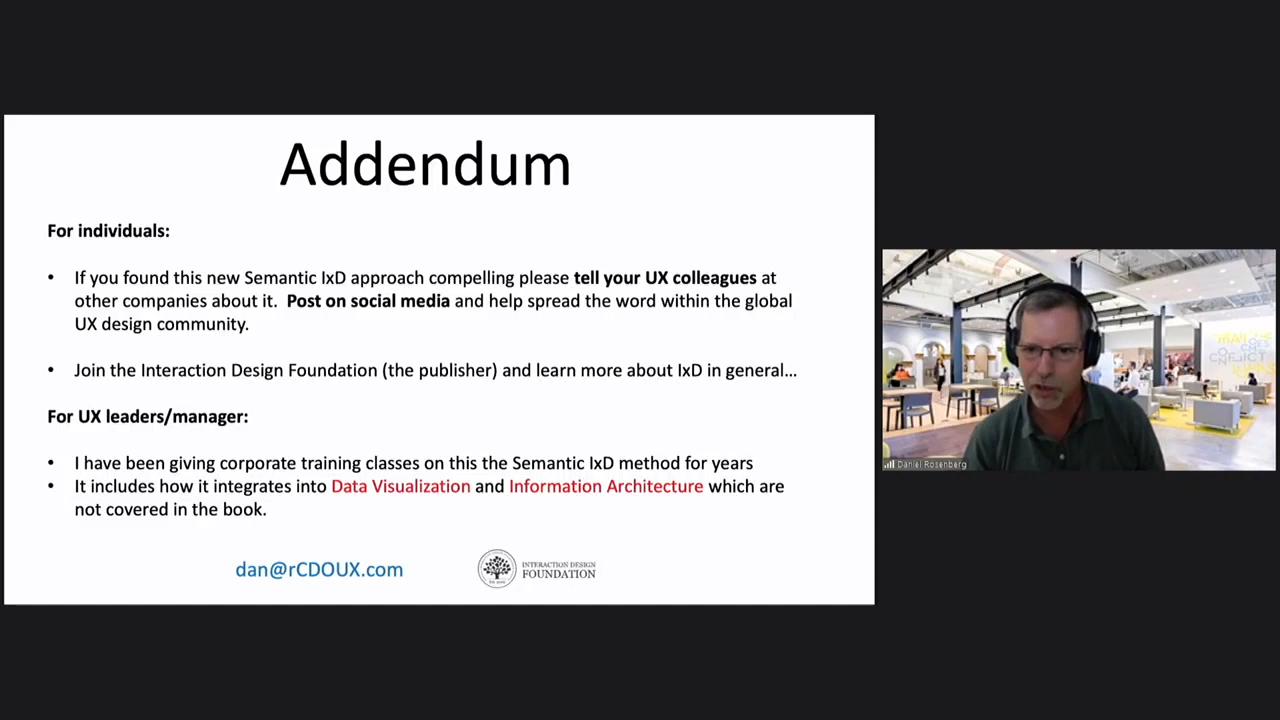 Addendum
For individuals:
• If you found this new Semantic IxD approach compelling please tell your UX colleagues at
other companies about it.  Post on social media and help spread the word within the global
UX design community.
• Join the Interaction Design Foundation (the publisher) and learn more about IxD in general…
For UX leaders/manager:
• I have been giving corporate training classes on this the Semantic IxD method for years
• It includes how it integrates into Data Visualization and Information Architecture which are
not covered in the book.
dan@rCDOUX.com
INTERACTION DESIGN
FOUNDATION
Daniel Rosenberg